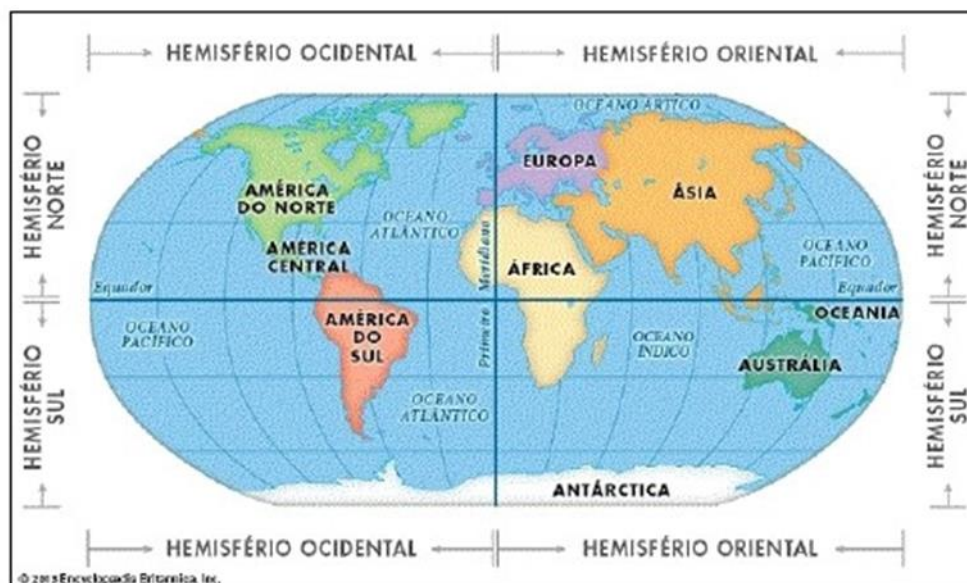 HEMISFÉRIO OCIDENTAL
HEMISFÉRIO ORIENTAL
HEMISFÉRIO
NORTE
HEMISFÉRIO
NORTE
OCEANO ÁRTICO
EUROPA
ÁSIA
AMÉRICA
DO NORTE
OCEANO
ATLÂNTICO
AMÉRICA
CENTRAL
ÁFRICA
OCEANO
PACÍFICO
Equador
Primeiro Meridiano
Equador
OCEANIA
OCEANO
PACÍFICO
AMÉRICA
DO
SUL
OCEANO
ÍNDICO
AUSTRÁLIA
OCEANO
ATLÂNTICO
HEMISFÉRIO
SUL
HEMISFÉRIO
SUL
ANTÁRCTICA
HEMISFÉRIO OCIDENTAL
HEMISFÉRIO ORIENTAL
© 2013 Encyclopædia Britannica, Inc.